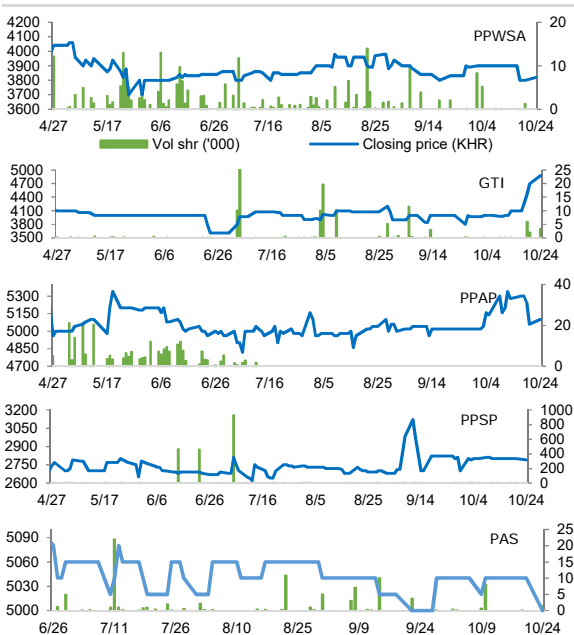 4200 20
4100 PPWSA
4000
3900 10
3800
3700
3600 0
4/27 5/17 6/6 6/26 7/16 8/5 8/25 9/14 10/4 10/24
Vol shr ('000) Closing price (KHR)
5000 25
4700 GTI 20
4400 15
4100 10
3800 5
3500 0
4/27 5/17 6/6 6/26 7/16 8/5 8/25 9/14 10/4 10/24
40
5300 PPAP
5150
5000 20
4850
4700 0
4/27 5/17 6/6 6/26 7/16 8/5 8/25 9/14 10/4 10/24
3200 1000
3050 PPSP 800
2900 600
2750 400
200
2600 0
4/27 5/17 6/6 6/26 7/16 8/5 8/25 9/14 10/4 10/24
25
5090 PAS 20
5060 15
5030 10
5
5000 0
6/26 7/11 7/26 8/10 8/25 9/9 9/24 10/9 10/24